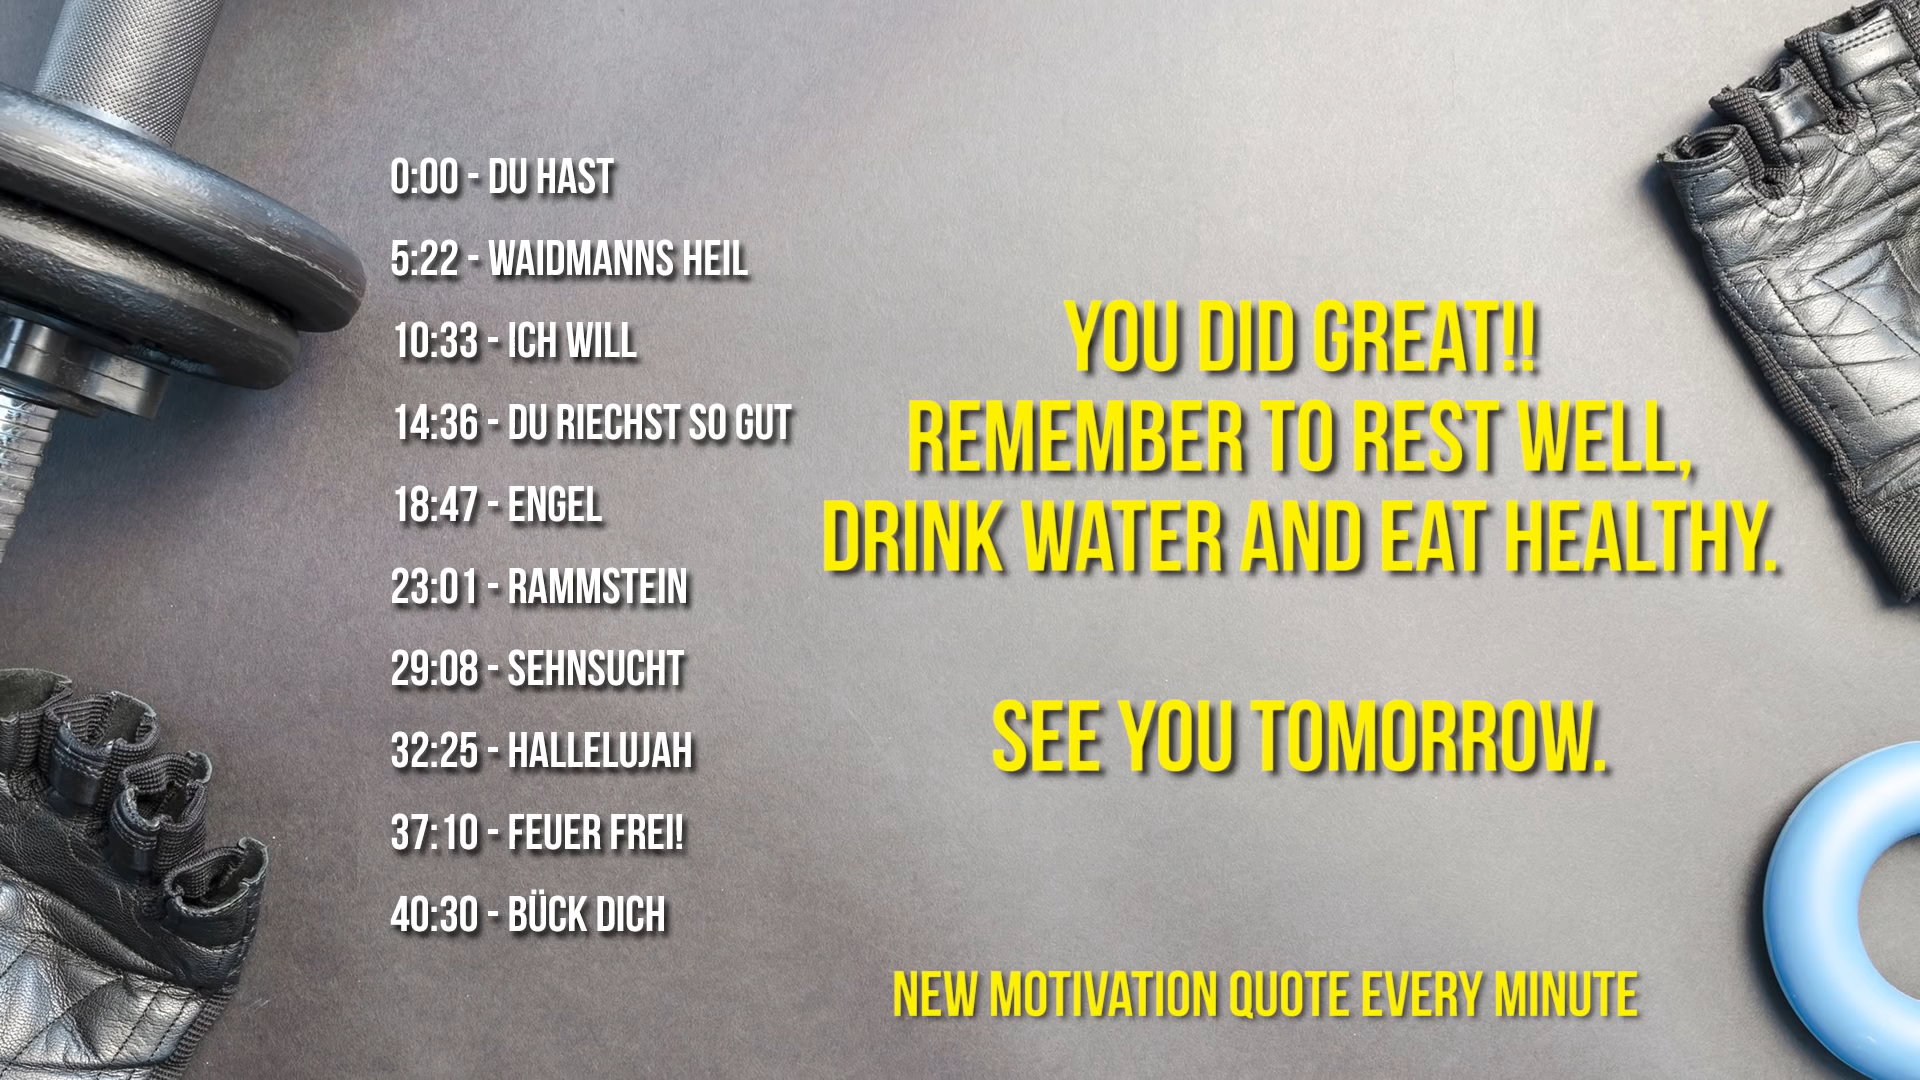 0:00 - DU HAST
5:22 - WAIDMANNS HEIL
10:33 - ICH WILL
14:36 - DU RIECHST SO GUT
18:47 - ENGEL
23:01 - RAMMSTEIN
29:08 - SEHNSUCHT
32:25 - HALLELUJAH
37:10 - FEUER FREI!
40:30 - BÜCK DICH
YOU DID GREAT!!
REMEMBER TO REST WELL,
DRINK WATER AND EAT HEALTHY.
SEE YOU TOMORROW.
NEW MOTIVATION QUOTE EVERY MINUTE